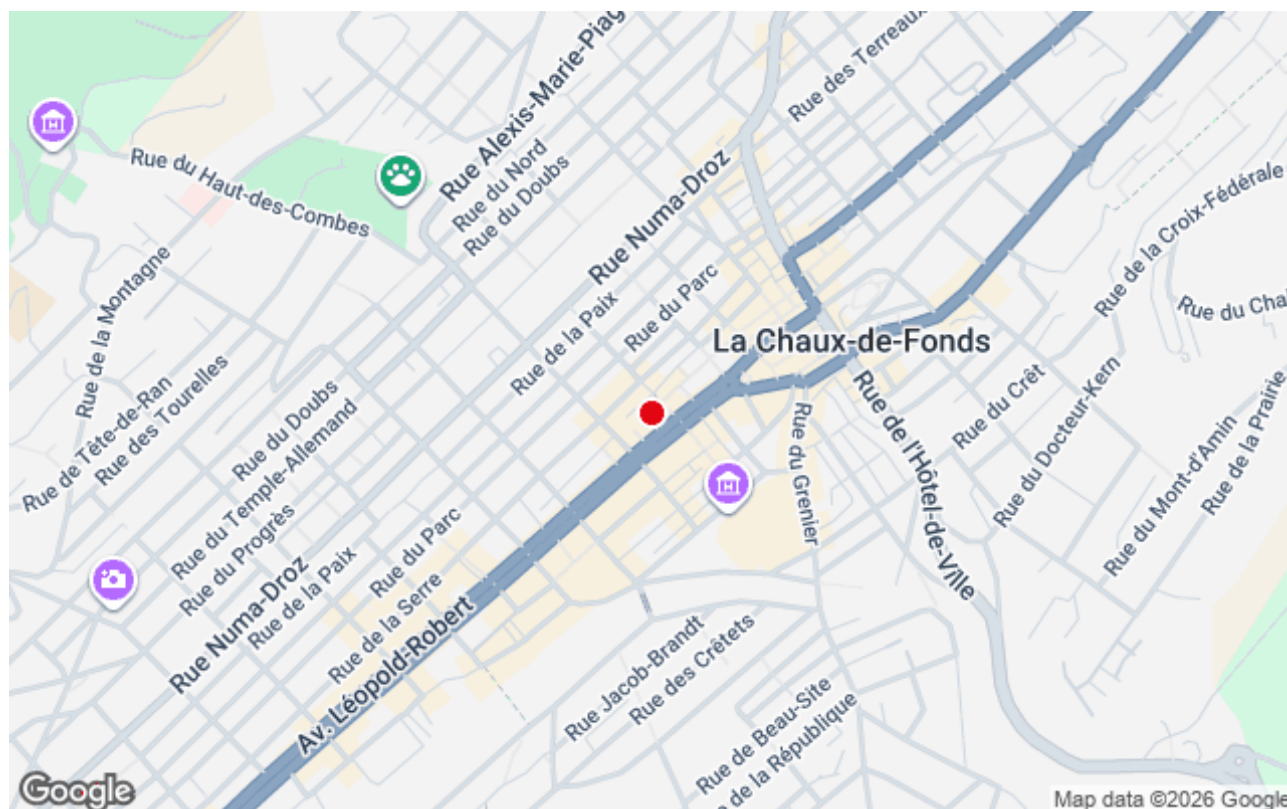 Rue Alexis-Marie-Piag
Rue des Terreaux
Rue du Haut-des-Combes
Rue du Nord
Rue du Doubs
Rue Numa-Droz
Rue de la Croix-Fédérale
Rue de la Montagne
Rue du Parc
Rue de la Paix
Rue du Cha
La Chaux-de-Fonds
Rue de Tête-de-Ran
Rue des Tourelles
Rue du Doubs
Rue du Temple-Allemand
Rue du Progrès
Rue Numa-Droz
Rue de la Paix
Rue du Parc
Rue de la Serre
Av. Léopold-Robert
Rue du Grenier
Rue de l'Hôtel-de-Ville
Rue du Crêt
Rue du Docteur-Kern
Rue du Mont-d'Amin
Rue de la Prairie
Rue Jacob-Brandt
Rue des Crêtets
Rue de Beau-Site
e de la République
Google
Map data ©2026 Google